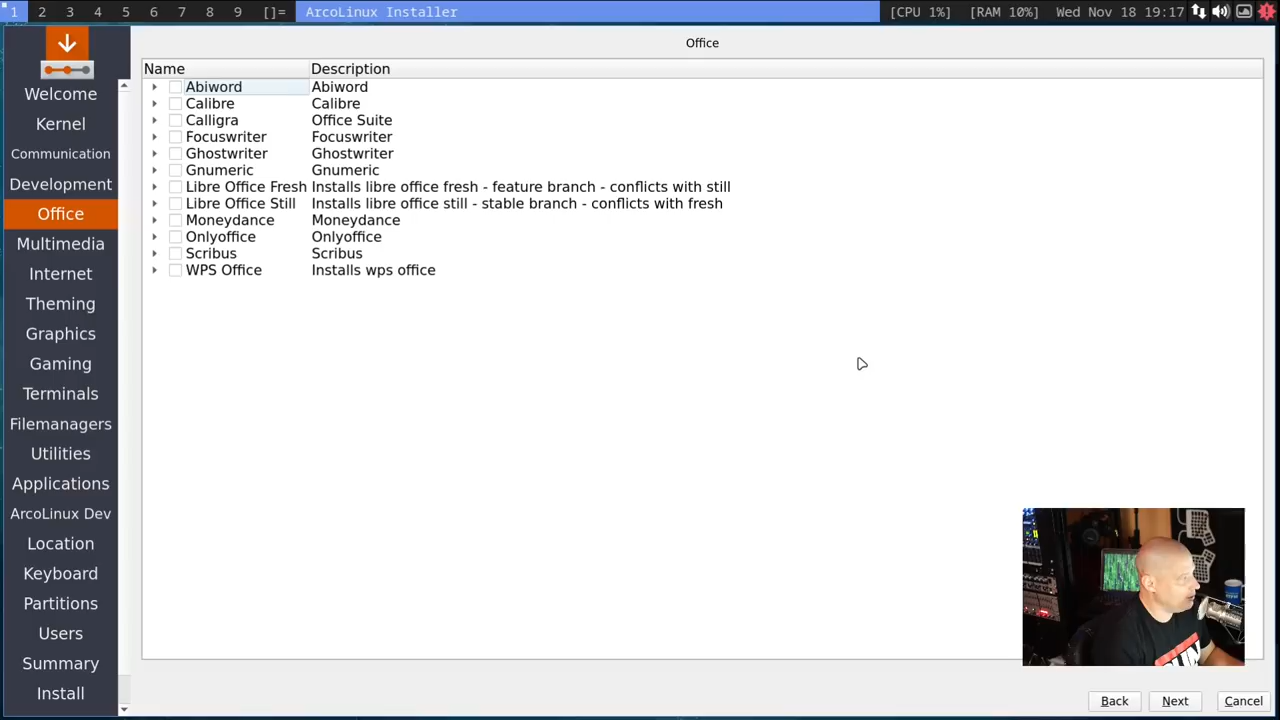 1 2 3 4 5 6 7 8 9 []= ArcoLinux Installer [CPU 1%] [RAM 10%] Wed Nov 18 19:17
Welcome
Kernel
Communication
Development
Office
Multimedia
Internet
Theming
Graphics
Gaming
Terminals
Filemanagers
Utilities
Applications
ArcoLinux Dev
Location
Keyboard
Partitions
Users
Summary
Install
Office
Name Description
Abiword Abiword
Calibre Calibre
Calligra Office Suite
Focuswriter Focuswriter
Ghostwriter Ghostwriter
Gnumeric Gnumeric
Libre Office Fresh Installs libre office fresh - feature branch - conflicts with still
Libre Office Still Installs libre office still - stable branch - conflicts with fresh
Moneydance Moneydance
Onlyoffice Onlyoffice
Scribus Scribus
WPS Office Installs wps office
Back Next Cancel